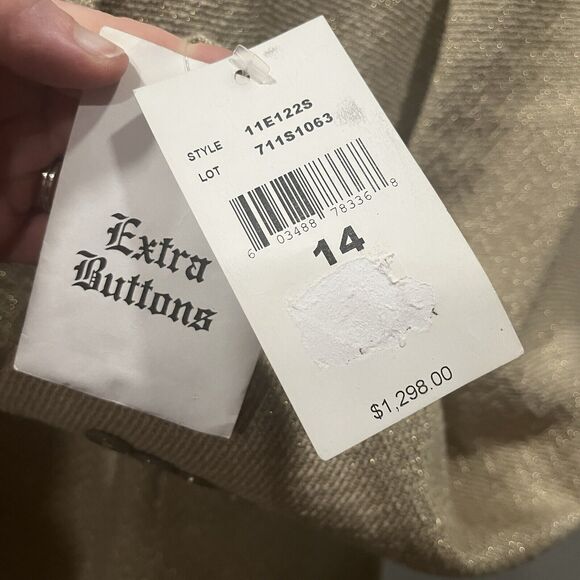 Extra
Buttons
STYLE 11E122S
LOT 711S1063
6 03488 78336 8
14
$1,298.00